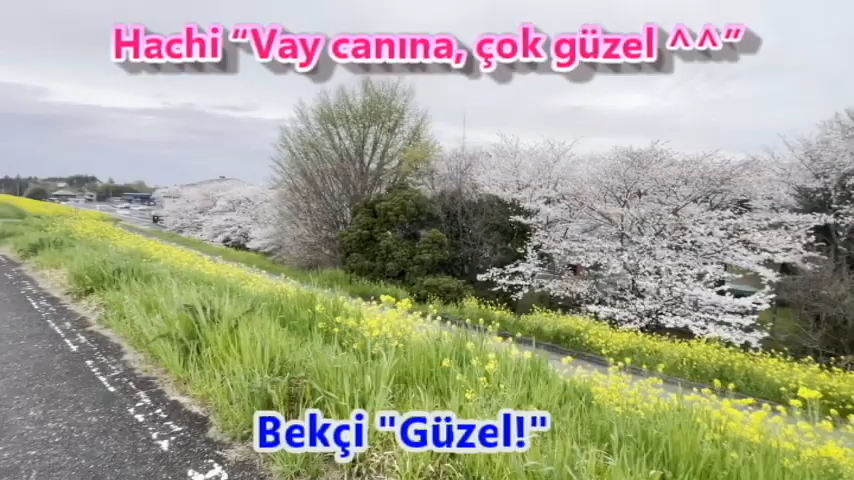 Hachi “Vay canına, çok güzel ^^”
Bekçi "Güzel!"